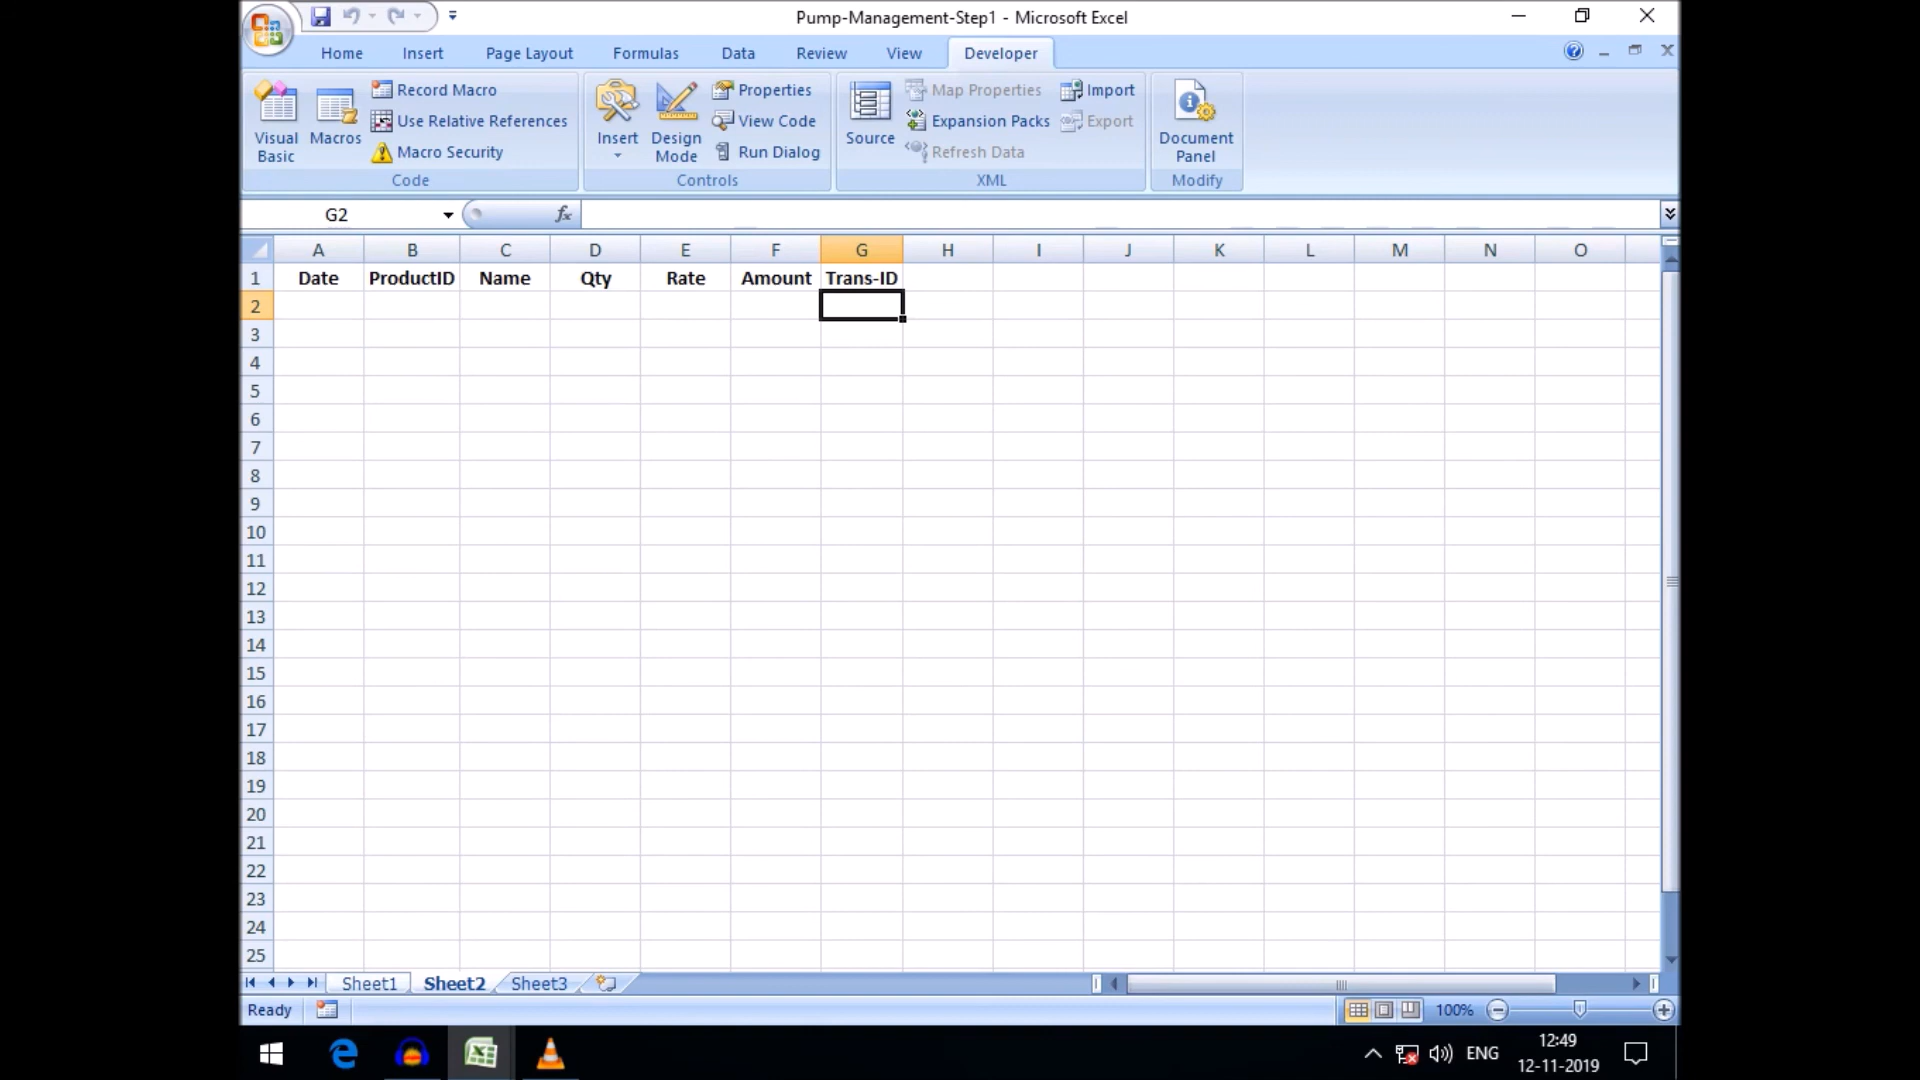 Pump-Management-Step1 - Microsoft Excel
Home Insert Page Layout Formulas Data Review View Developer
Visual Basic
Macros
Record Macro
Use Relative References
Macro Security
Code
Insert
Design Mode
Properties
View Code
Run Dialog
Controls
Source
Map Properties
Expansion Packs
Refresh Data
Import
Export
XML
Document Panel
Modify
G2 fx
A B C D E F G H I J K L M N O
1 Date ProductID Name Qty Rate Amount Trans-ID
2
3
4
5
6
7
8
9
10
11
12
13
14
15
16
17
18
19
20
21
22
23
24
25
Sheet1 Sheet2 Sheet3
Ready 100%
ENG 12:49
12-11-2019